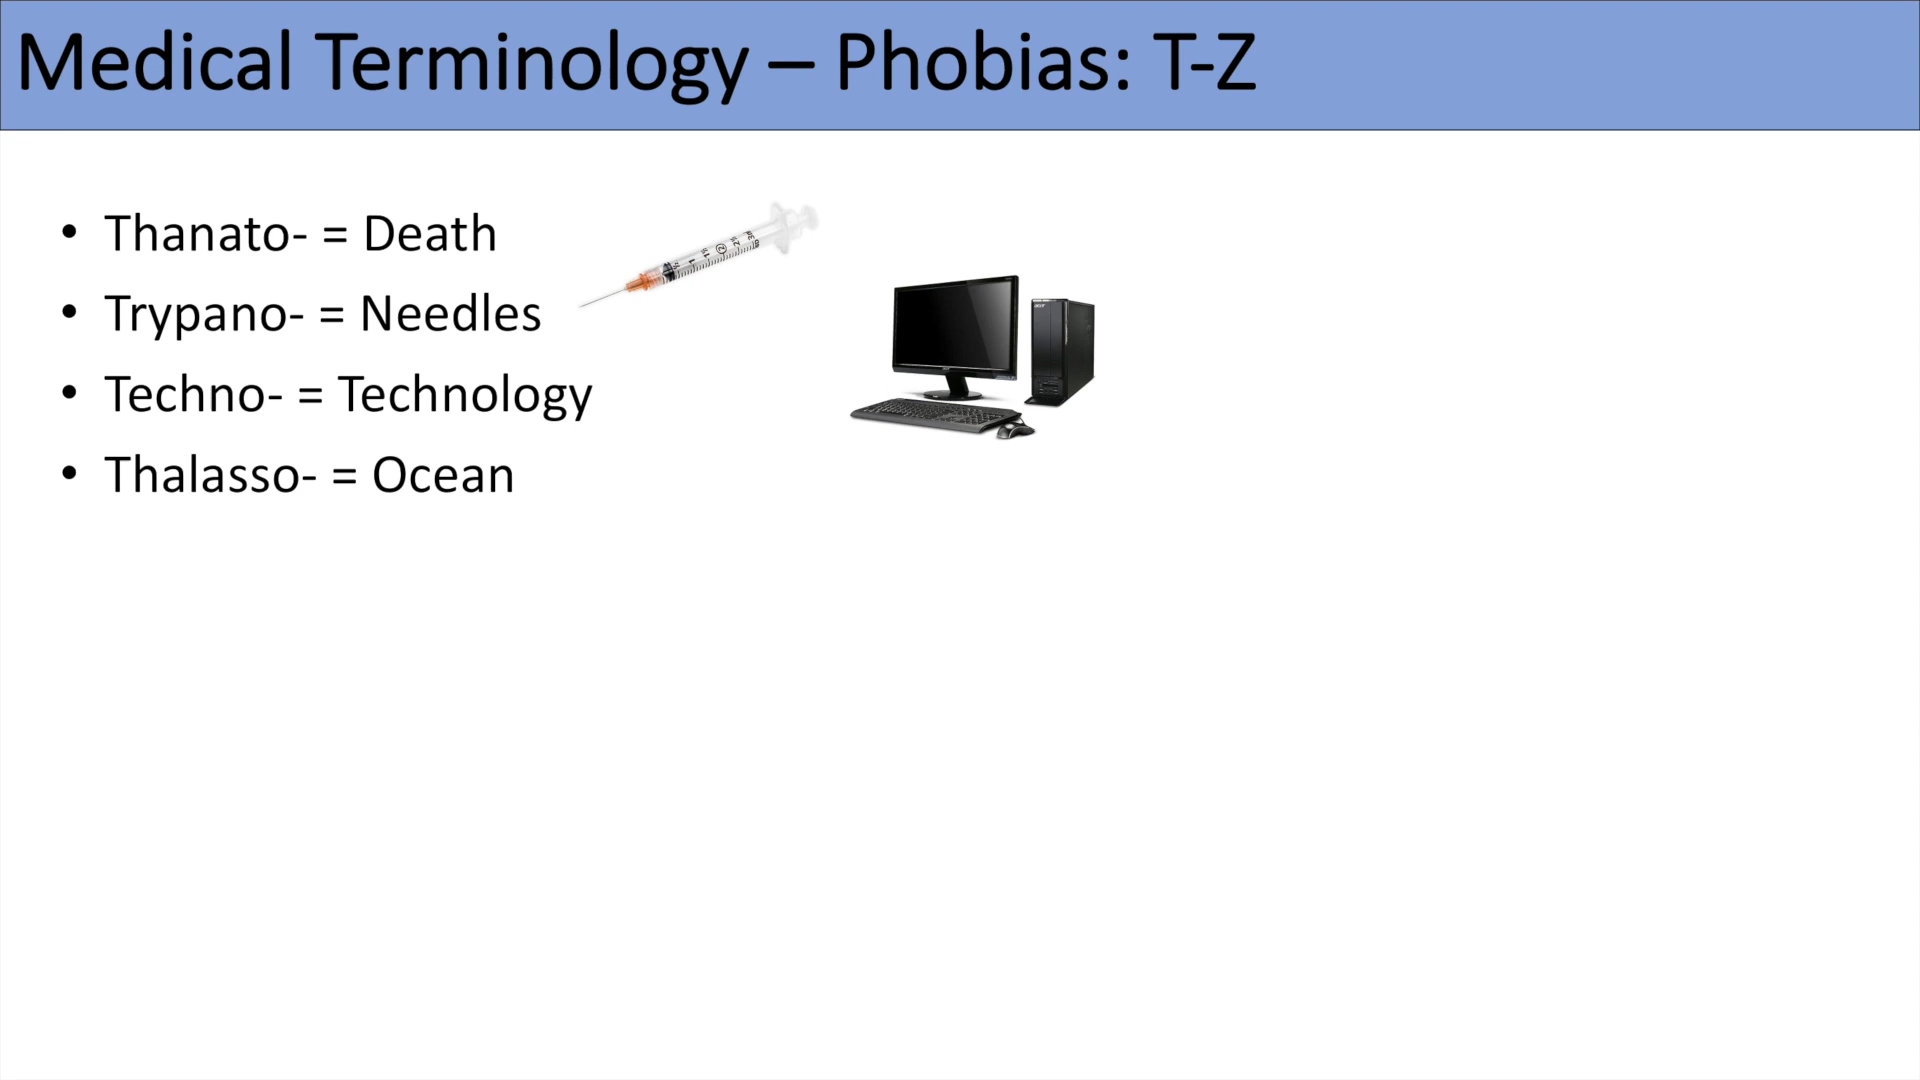 Medical Terminology – Phobias: T-Z
• Thanato- = Death
• Trypano- = Needles
• Techno- = Technology
• Thalasso- = Ocean